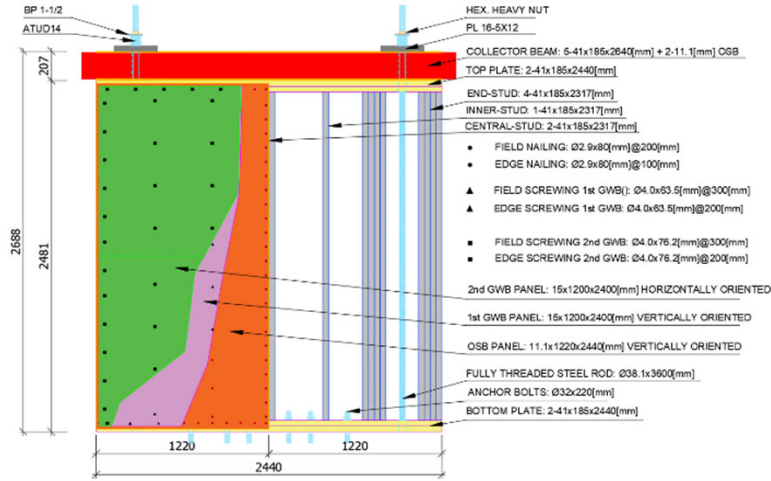 BP 1-1/2
ATUD14
HEX. HEAVY NUT
PL 16-5X12
COLLECTOR BEAM: 5-41x185x2640[mm] + 2-11.1[mm] OSB
TOP PLATE: 2-41x185x2440[mm]
END-STUD: 4-41x185x2317[mm]
INNER-STUD: 1-41x185x2317[mm]
CENTRAL-STUD: 2-41x185x2317[mm]
FIELD NAILING: Ø2.9x80[mm]@200[mm]
EDGE NAILING: Ø2.9x80[mm]@100[mm]
FIELD SCREWING 1st GWB(): Ø4.0x63.5[mm]@300[mm]
EDGE SCREWING 1st GWB: Ø4.0x63.5[mm]@200[mm]
FIELD SCREWING 2nd GWB: Ø4.0x76.2[mm]@300[mm]
EDGE SCREWING 2nd GWB: Ø4.0x76.2[mm]@200[mm]
2nd GWB PANEL: 15x1200x2400[mm] HORIZONTALLY ORIENTED
1st GWB PANEL: 15x1200x2400[mm] VERTICALLY ORIENTED
OSB PANEL: 11.1x1220x2440[mm] VERTICALLY ORIENTED
FULLY THREADED STEEL ROD: Ø38.1x3600[mm]
ANCHOR BOLTS: Ø32x220[mm]
BOTTOM PLATE: 2-41x185x2440[mm]
207
2688
2481
1220
1220
2440